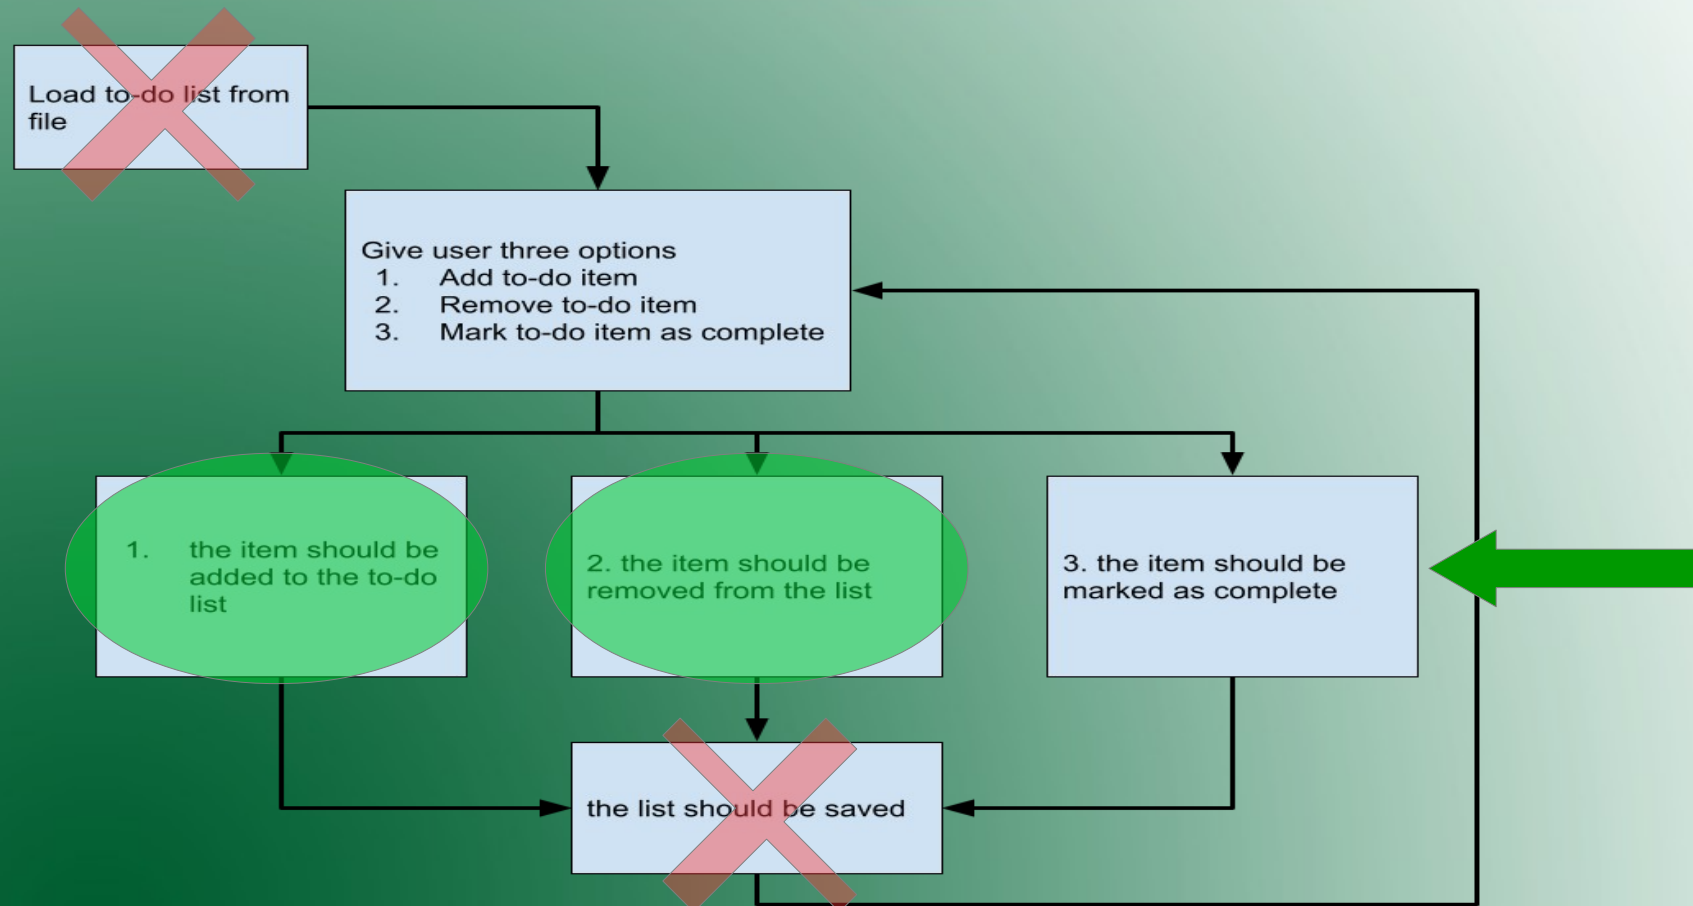 Load to-do list from
file
Give user three options
1. Add to-do item
2. Remove to-do item
3. Mark to-do item as complete
1. the item should be
added to the to-do
list
2. the item should be
removed from the list
3. the item should be
marked as complete
the list should be saved